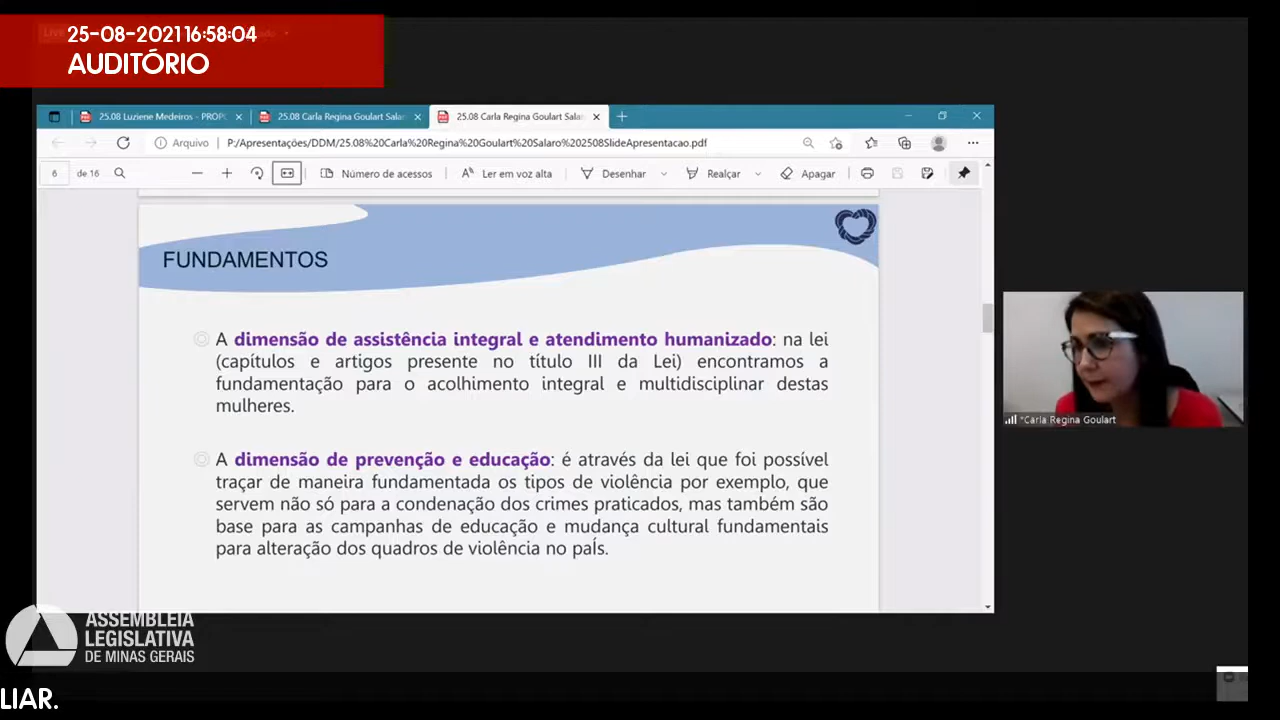 25-08-2021 16:58:04
AUDITÓRIO
25.08 Luziene Medeiros - PROPO
25.08 Carla Regina Goulart Salar
25.08 Carla Regina Goulart Sala
Arquivo
P:/Apresentações/DDM/25.08%20Carla%20Regina%20Goulart%20Salaro%202508SlideApresentacao.pdf
6 de 16
Número de acessos
Ler em voz alta
Desenhar
Realçar
Apagar
FUNDAMENTOS
A dimensão de assistência integral e atendimento humanizado: na lei
(capítulos e artigos presente no título III da Lei) encontramos a
fundamentação para o acolhimento integral e multidisciplinar destas
mulheres.
A dimensão de prevenção e educação: é através da lei que foi possível
traçar de maneira fundamentada os tipos de violência por exemplo, que
servem não só para a condenação dos crimes praticados, mas também são
base para as campanhas de educação e mudança cultural fundamentais
para alteração dos quadros de violência no paÍs.
*Carla Regina Goulart
ASSEMBLEIA
LEGISLATIVA
DE MINAS GERAIS
LIAR.